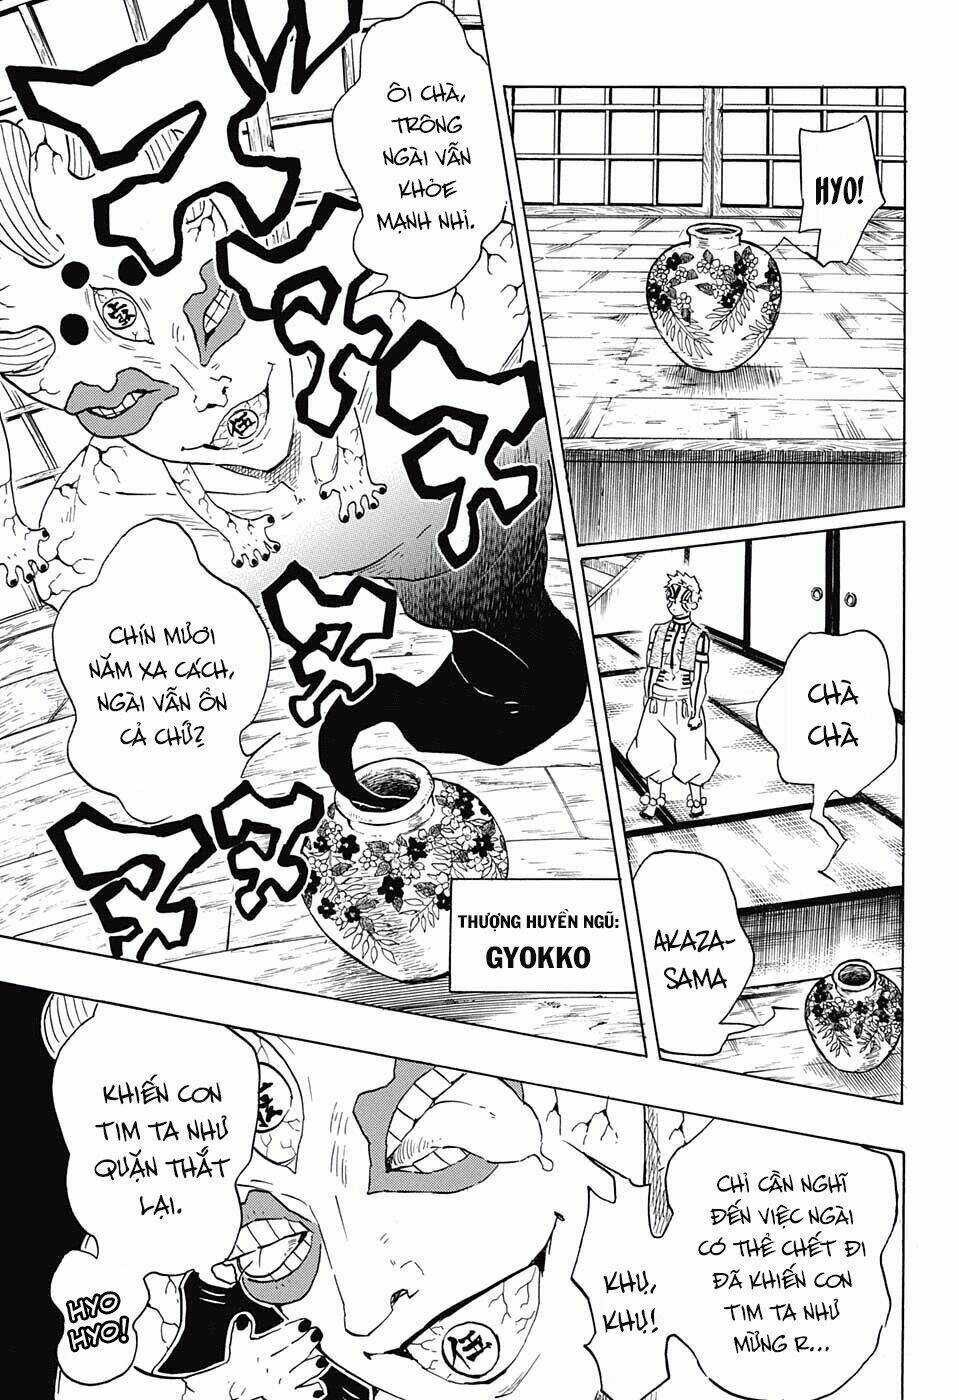 HYO!
CHÀ
CHÀ
AKAZA-
SAMA
ÔI CHÀ,
TRÔNG
NGÀI VẪN
KHỎE
MẠNH NHỈ.
CHÍN MƯƠI
NĂM XA CÁCH,
NGÀI VẪN ỔN
CẢ CHỨ?
THƯỢNG HUYỀN NGŨ:
GYOKKO
CHỈ CẦN NGHĨ
ĐẾN VIỆC NGÀI
CÓ THỂ CHẾT ĐI
ĐÃ KHIẾN CON
TIM TA NHƯ
MỪNG R...
KHỤ,
KHỤ!
KHIẾN CON
TIM TA NHƯ
QUẶN THẮT
LẠI.
HYO
HYO!